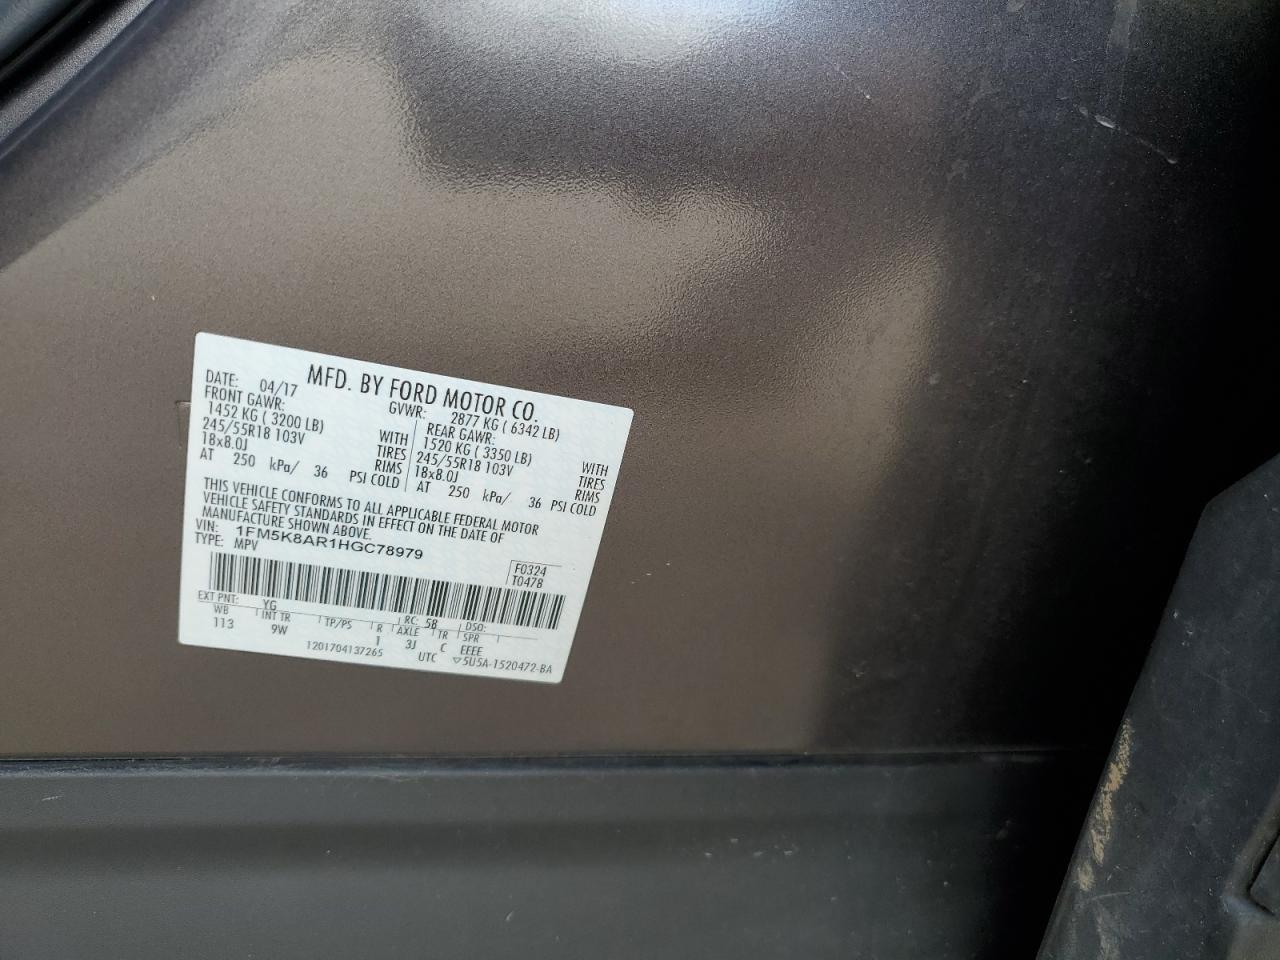 MFD. BY FORD MOTOR CO.
DATE: 04/17 GVWR: 2877 KG ( 6342 LB)
FRONT GAWR: REAR GAWR:
1452 KG ( 3200 LB) WITH 1520 KG ( 3350 LB) WITH
245/55R18 103V TIRES 245/55R18 103V TIRES
18x8.0J RIMS 18x8.0J RIMS
AT 250 kPa/ 36 PSI COLD AT 250 kPa/ 36 PSI COLD
THIS VEHICLE CONFORMS TO ALL APPLICABLE FEDERAL MOTOR
VEHICLE SAFETY STANDARDS IN EFFECT ON THE DATE OF
MANUFACTURE SHOWN ABOVE.
VIN: 1FM5K8AR1HGC78979
TYPE: MPV
F0324
T0478
EXT PNT: YG RC: 5B DSO:
WB INT TR TP/PS R AXLE TR SPR
113 9W 1 3J C EEEE
1201704137265 UTC ▽5U5A-1520472-BA